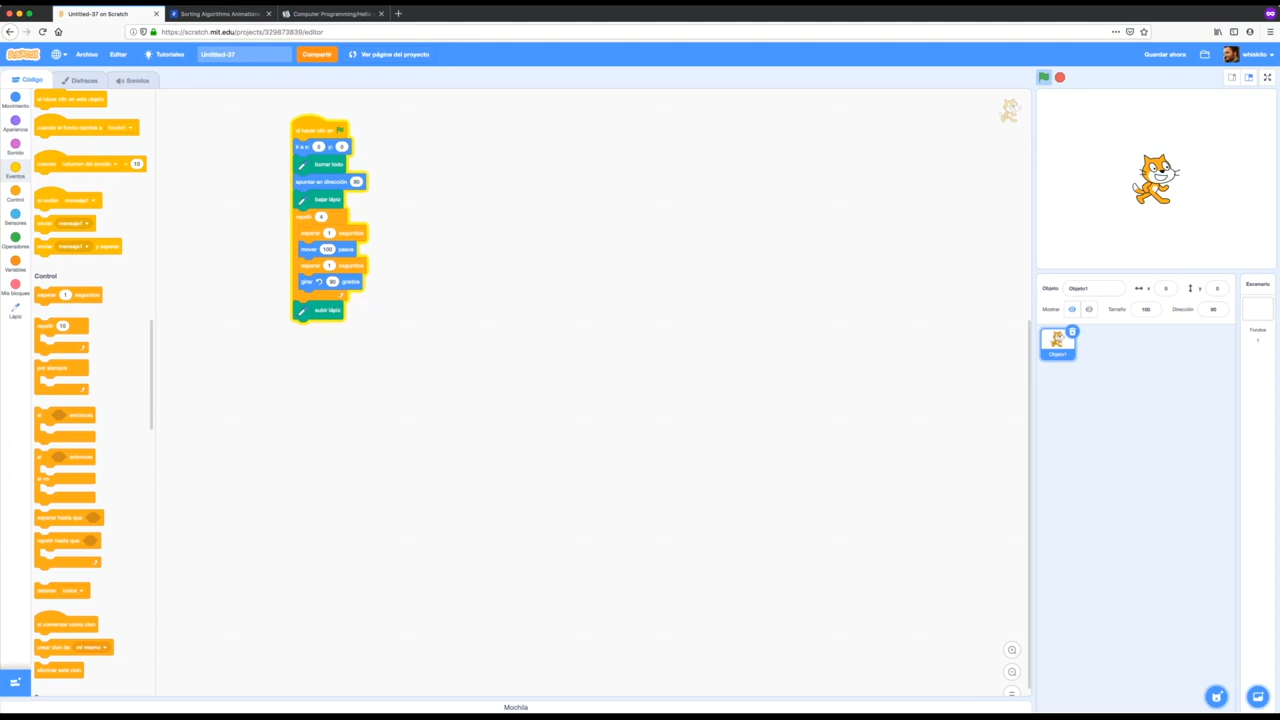 Untitled-37 on Scratch
Sorting Algorithms Animations
Computer Programming/Hello
https://scratch.mit.edu/projects/329873839/editor
SCRATCH
Archivo
Editar
Tutoriales
Untitled-37
Compartir
Ver página del proyecto
Guardar ahora
whiskito
Código
Disfraces
Sonidos
Movimiento
Apariencia
Sonido
Eventos
Control
Sensores
Operadores
Variables
Mis bloques
Lápiz
al hacer clic en este objeto
cuando el fondo cambie a fondo1
cuando volumen del sonido > 10
al recibir mensaje1
enviar mensaje1
enviar mensaje1 y esperar
Control
esperar 1 segundos
repetir 10
por siempre
si entonces
si entonces
si no
esperar hasta que
repetir hasta que
detener todos
al comenzar como clon
crear clon de mí mismo
eliminar este clon
al hacer clic en
ir a x: 0 y: 0
borrar todo
apuntar en dirección 90
bajar lápiz
repetir 4
esperar 1 segundos
mover 100 pasos
esperar 1 segundos
girar 90 grados
subir lápiz
Objeto
Objeto1
x 0
y 0
Mostrar
Tamaño 100
Dirección 90
Objeto1
Escenario
Fondos
1
Mochila